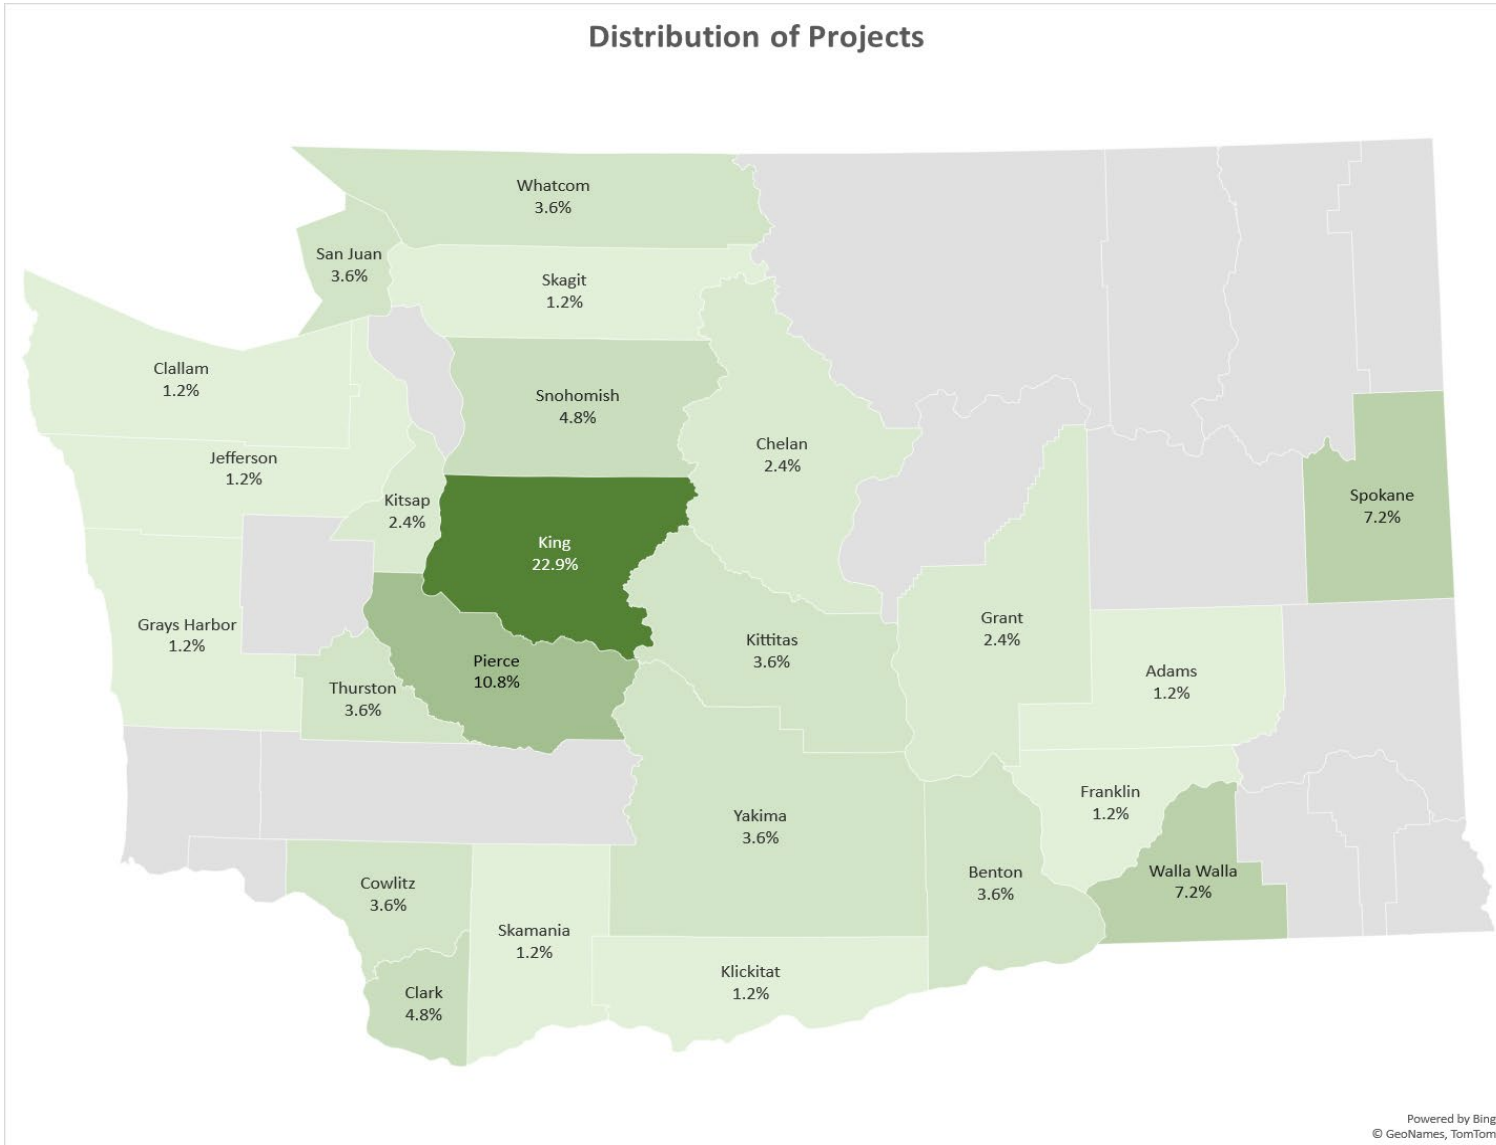 Distribution of Projects
Whatcom
3.6%
San Juan
3.6%
Skagit
1.2%
Clallam
1.2%
Snohomish
4.8%
Chelan
2.4%
Jefferson
1.2%
Kitsap
2.4%
King
22.9%
Spokane
7.2%
Grays Harbor
1.2%
Pierce
10.8%
Thurston
3.6%
Kittitas
3.6%
Grant
2.4%
Adams
1.2%
Franklin
1.2%
Yakima
3.6%
Benton
3.6%
Walla Walla
7.2%
Cowlitz
3.6%
Skamania
1.2%
Klickitat
1.2%
Clark
4.8%
Powered by Bing
© GeoNames, TomTom